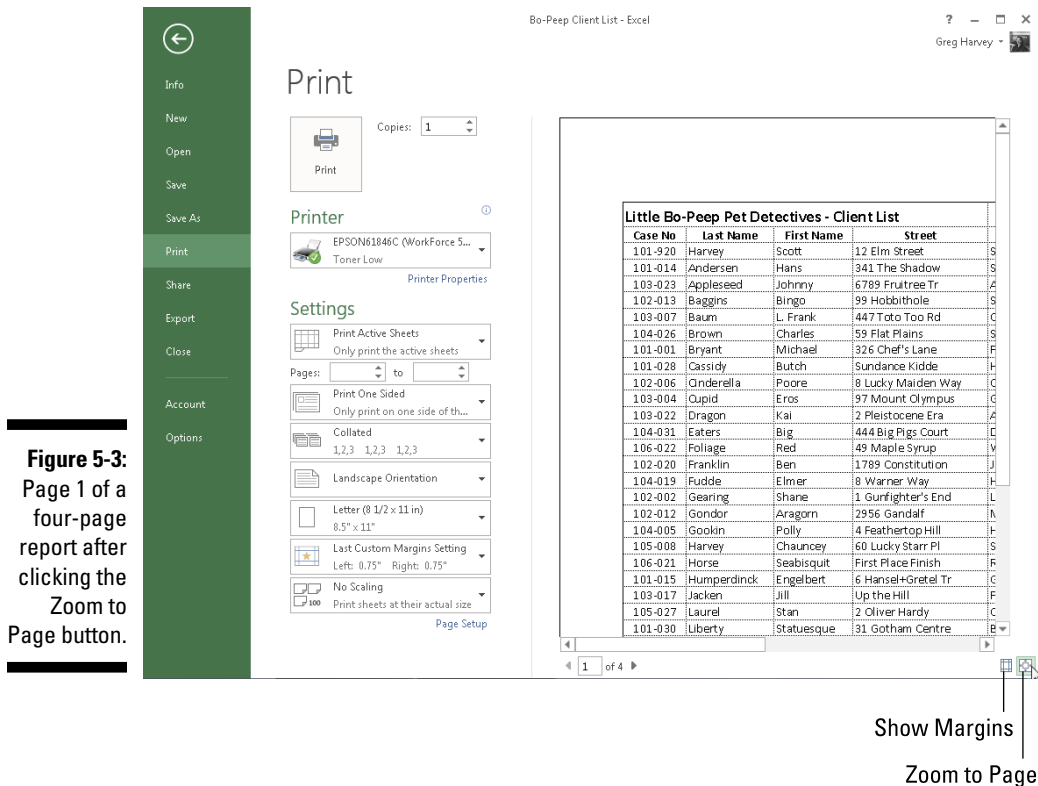 Bo-Peep Client List - Excel
?
Greg Harvey
Info
New
Open
Save
Save As
Print
Share
Export
Close
Account
Options
Print
Print
Copies: 1
Printer
EPSON61846C (WorkForce 5...
Toner Low
Printer Properties
Settings
Print Active Sheets
Only print the active sheets
Pages: to
Print One Sided
Only print on one side of th...
Collated
1,2,3 1,2,3 1,2,3
Landscape Orientation
Letter (8 1/2 x 11 in)
8.5" x 11"
Last Custom Margins Setting
Left: 0.75" Right: 0.75"
No Scaling
100 Print sheets at their actual size
Page Setup
Little Bo-Peep Pet Detectives - Client List
Case No Last Name First Name Street
101-920 Harvey Scott 12 Elm Street S
101-014 Andersen Hans 341 The Shadow S
103-023 Appleseed Johnny 6789 Fruitree Tr A
102-013 Baggins Bingo 99 Hobbithole S
103-007 Baum L. Frank 447 Toto Too Rd
104-026 Brown Charles 59 Flat Plains S
101-001 Bryant Michael 326 Chef's Lane
101-028 Cassidy Butch Sundance Kidde
102-006 Cinderella Poore 8 Lucky Maiden Way
103-004 Cupid Eros 97 Mount Olympus
103-022 Dragon Kai 2 Pleistocene Era
104-031 Eaters Big 444 Big Pigs Court
106-022 Foliage Red 49 Maple Syrup
102-020 Franklin Ben 1789 Constitution J
104-019 Fudde Elmer 8 Warner Way
102-002 Gearing Shane 1 Gunfighter's End L
102-012 Gondor Aragorn 2956 Gandalf
104-005 Gookin Polly 4 Feathertop Hill
105-008 Harvey Chauncey 60 Lucky Starr Pl S
106-021 Horse Seabisquit First Place Finish
101-015 Humperdinck Engelbert 6 Hansel+Gretel Tr
103-017 Jacken Jill Up the Hill
105-027 Laurel Stan 2 Oliver Hardy
101-030 Liberty Statuesque 31 Gotham Centre
1 of 4
Show Margins
Zoom to Page
Figure 5-3:
Page 1 of a
four-page
report after
clicking the
Zoom to
Page button.